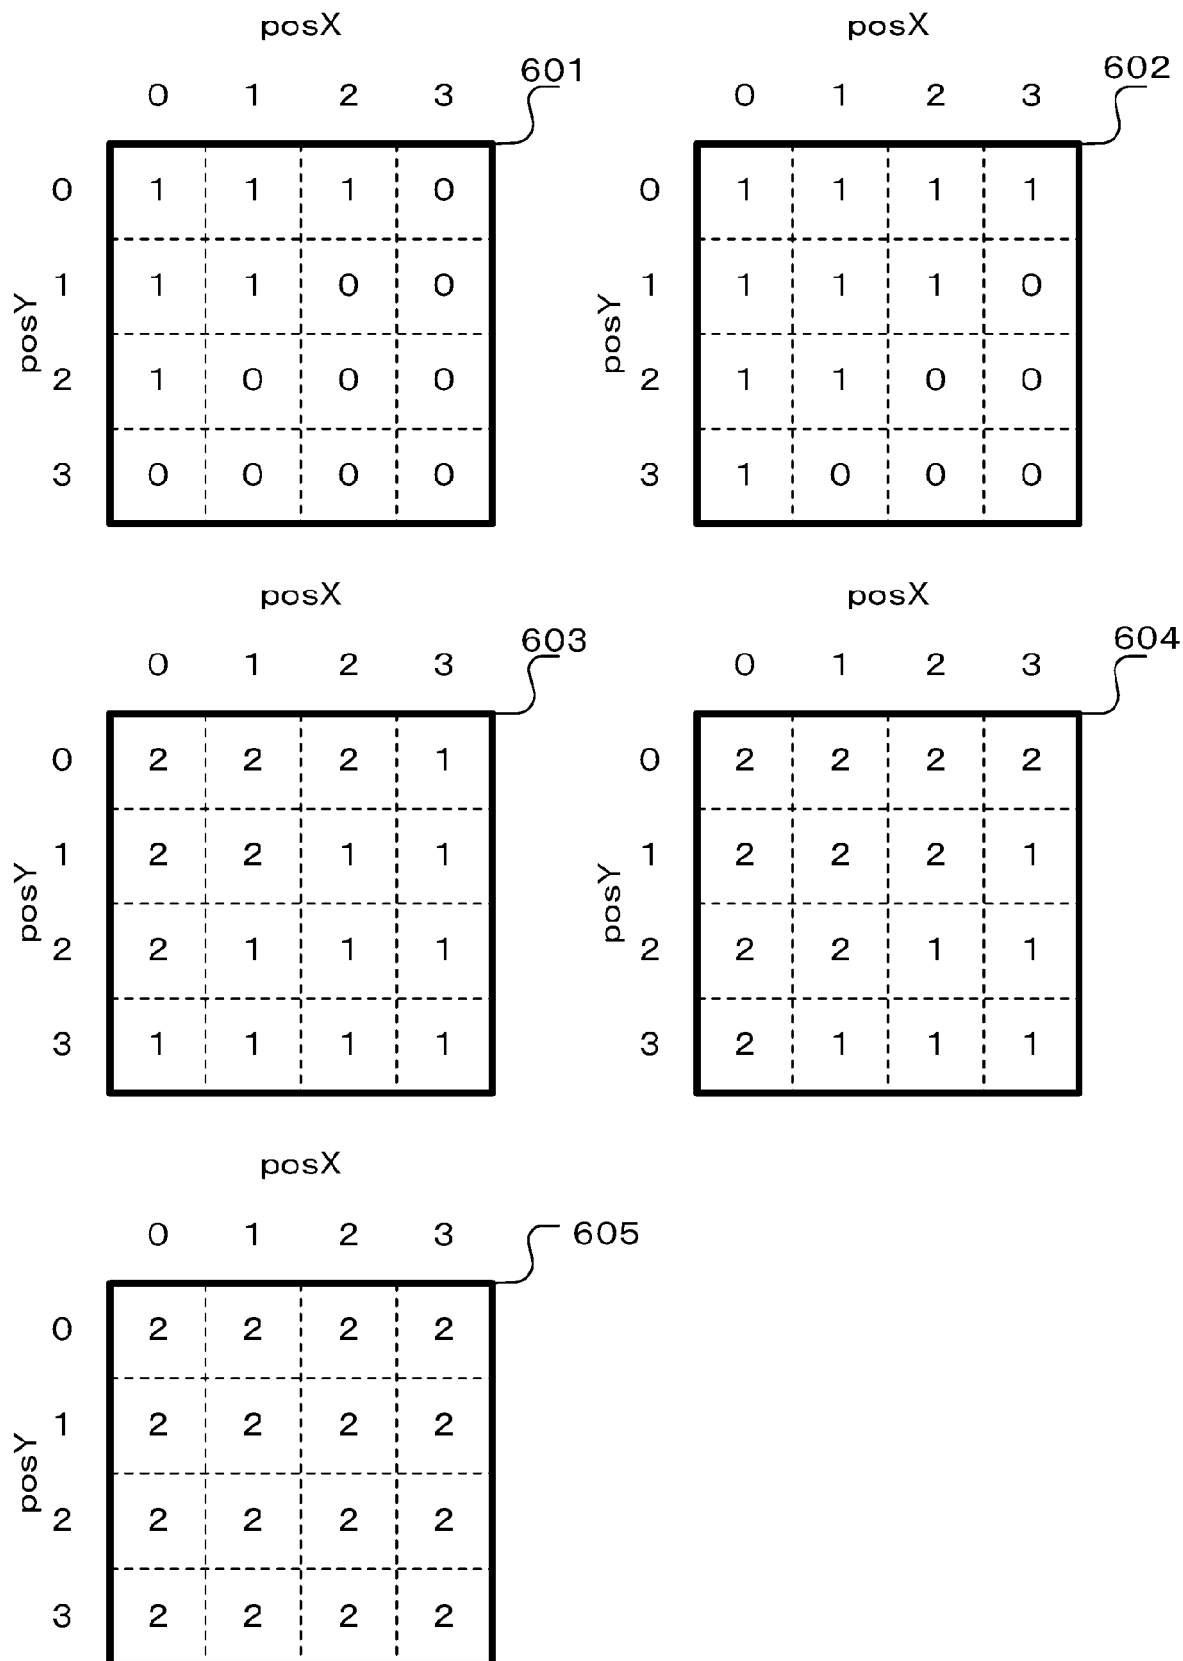 posX posX
601 602
0 1 2 3 0 1 2 3
0 1 1 1 0 0 1 1 1 1
1 1 1 0 0 1 1 1 1 0
2 1 0 0 0 2 1 1 0 0
3 0 0 0 0 3 1 0 0 0
posY posY
posX posX
603 604
0 1 2 3 0 1 2 3
0 2 2 2 1 0 2 2 2 2
1 2 2 1 1 1 2 2 2 1
2 2 1 1 1 2 2 2 1 1
3 1 1 1 1 3 2 1 1 1
posY posY
posX
0 1 2 3 605
0 2 2 2 2
1 2 2 2 2
2 2 2 2 2
3 2 2 2 2
posY